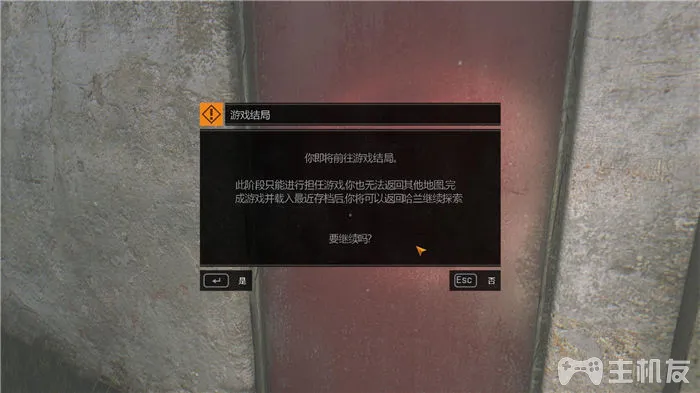 游戏结局
你即将前往游戏结局。
此阶段只能进行担任游戏,你也无法返回其他地图,完
成游戏并载入最近存档后,你将可以返回哈兰继续探索
。
要继续吗?
是
Esc 否
主机友